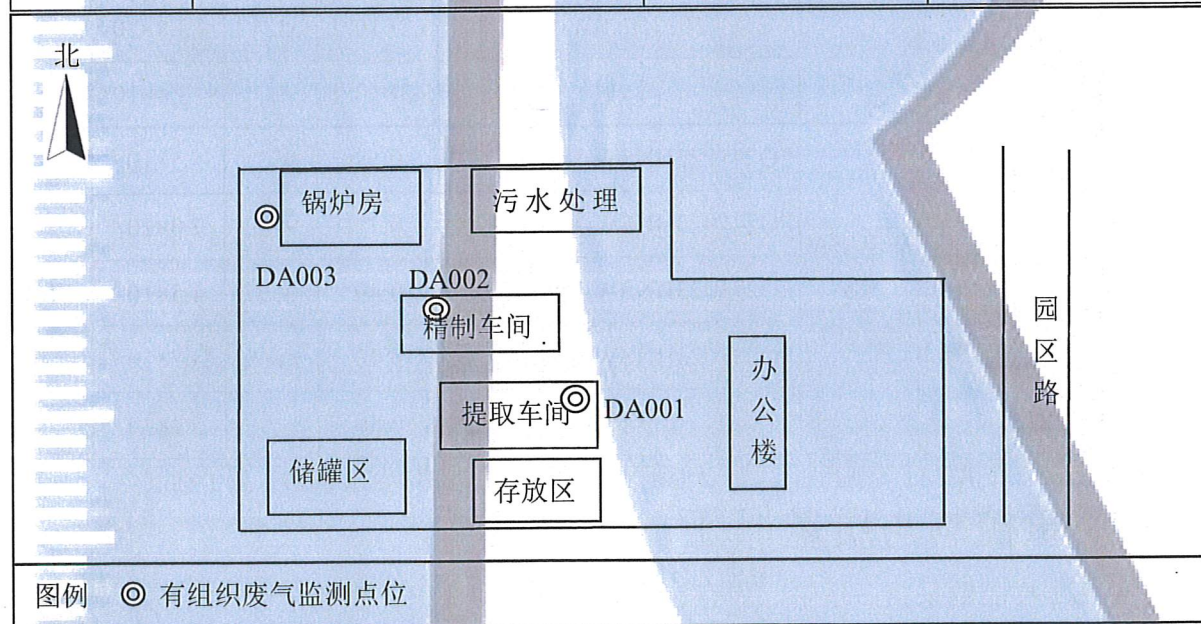 北
锅炉房
污水处理
DA003
DA002
精制车间
提取车间
DA001
储罐区
存放区
办公楼
园区路
图例 ◎ 有组织废气监测点位